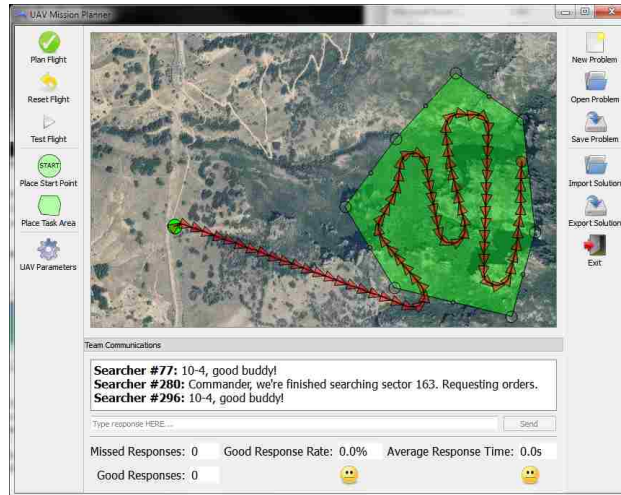 UAV Mission Planner
Plan Flight
Reset Flight
Test Flight
START
Place Start Point
Place Task Area
UAV Parameters
New Problem
Open Problem
Save Problem
Import Solution
Export Solution
Exit
Team Communications
Searcher #77: 10-4, good buddy!
Searcher #280: Commander, we're finished searching sector 163. Requesting orders.
Searcher #296: 10-4, good buddy!
Type response HERE...
Send
Missed Responses: 0 Good Response Rate: 0.0% Average Response Time: 0.0s
Good Responses: 0